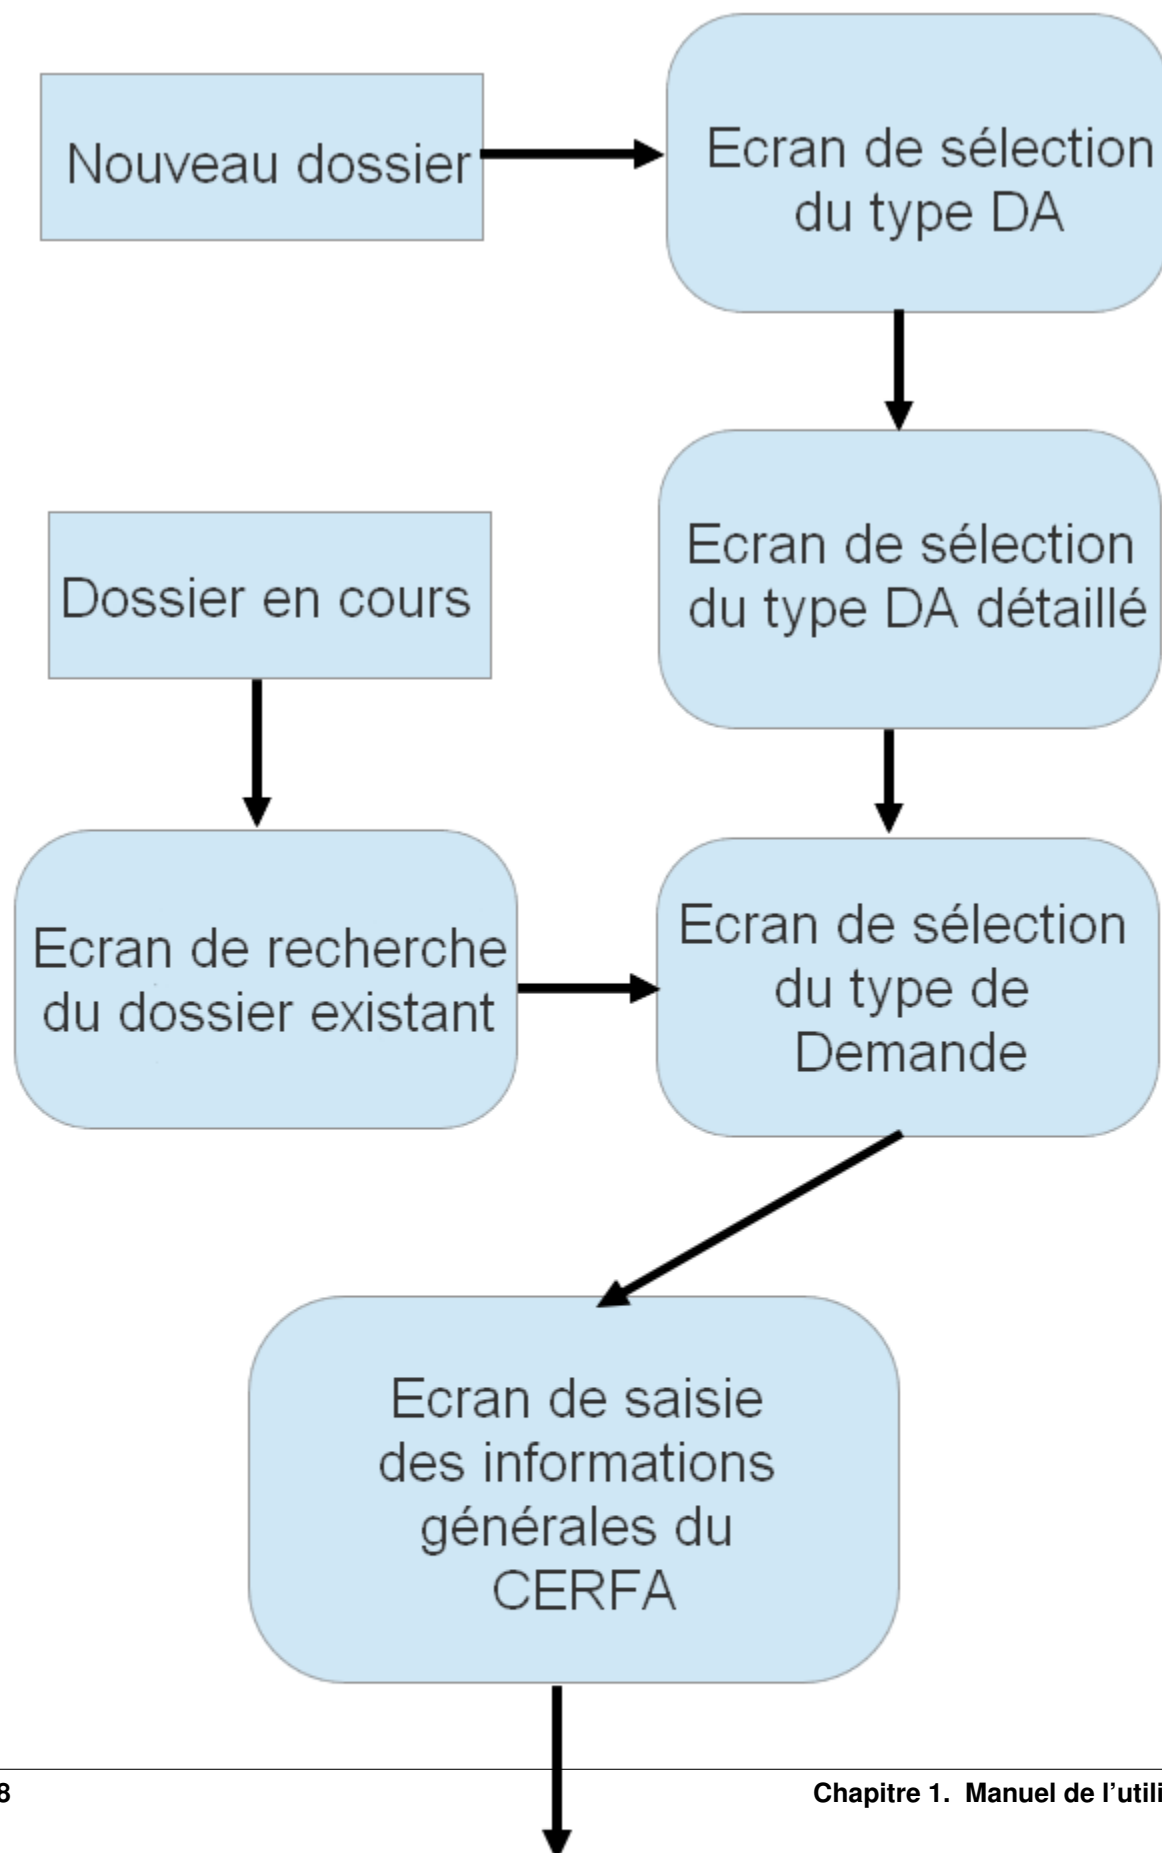 Nouveau dossier
Ecran de sélection
du type DA
Ecran de sélection
du type DA détaillé
Dossier en cours
Ecran de recherche
du dossier existant
Ecran de sélection
du type de
Demande
Ecran de saisie
des informations
générales du
CERFA
8
Chapitre 1. Manuel de l’utili